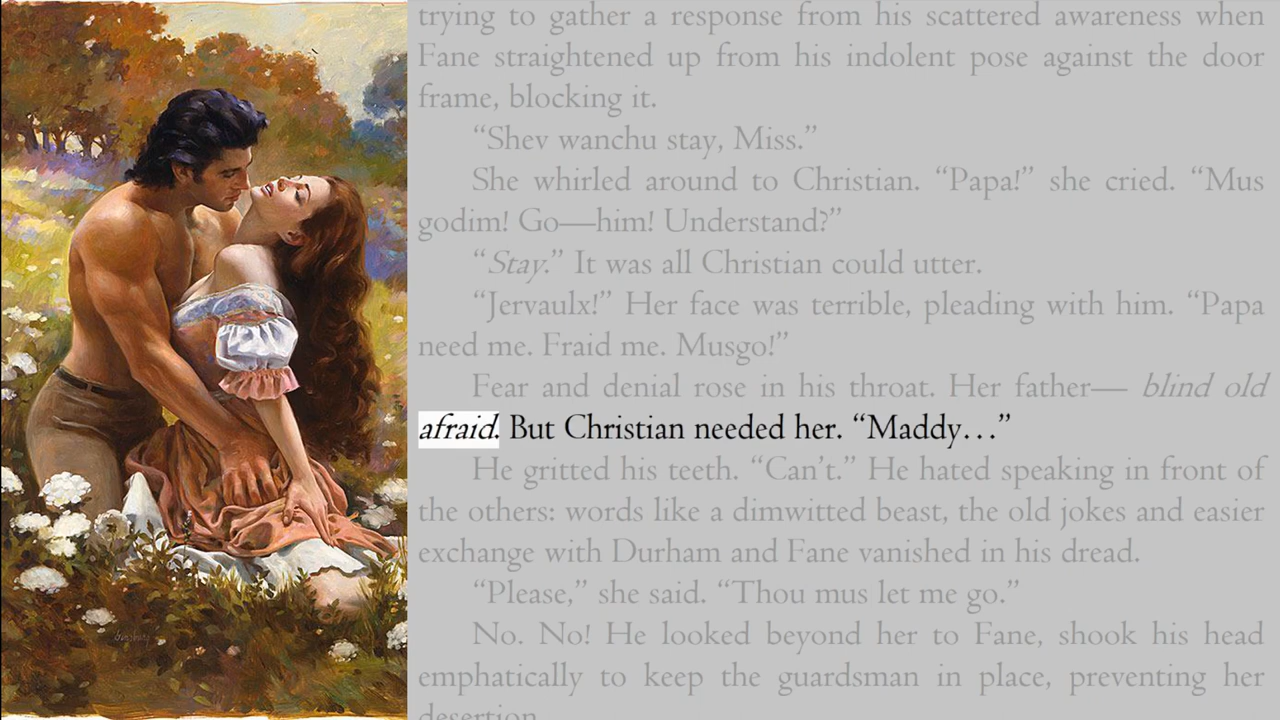 trying to gather a response from his scattered awareness when
Fane straightened up from his indolent pose against the door
frame, blocking it.
“Shev wanchu stay, Miss.”
She whirled around to Christian. “Papa!” she cried. “Mus
godim! Go—him! Understand?”
“Stay.” It was all Christian could utter.
“Jervaulx!” Her face was terrible, pleading with him. “Papa
need me. Fraid me. Musgo!”
Fear and denial rose in his throat. Her father— blind old
afraid. But Christian needed her. “Maddy…”
He gritted his teeth. “Can’t.” He hated speaking in front of
the others: words like a dimwitted beast, the old jokes and easier
exchange with Durham and Fane vanished in his dread.
“Please,” she said. “Thou mus let me go.”
No. No! He looked beyond her to Fane, shook his head
emphatically to keep the guardsman in place, preventing her
desertion.